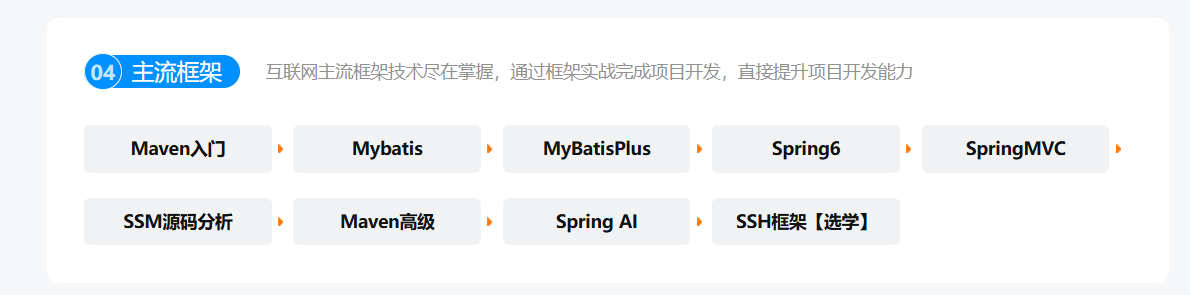 04 主流框架 互联网主流框架技术尽在掌握，通过框架实战完成项目开发，直接提升项目开发能力
Maven入门 Mybatis MyBatisPlus Spring6 SpringMVC
SSM源码分析 Maven高级 Spring AI SSH框架【选学】